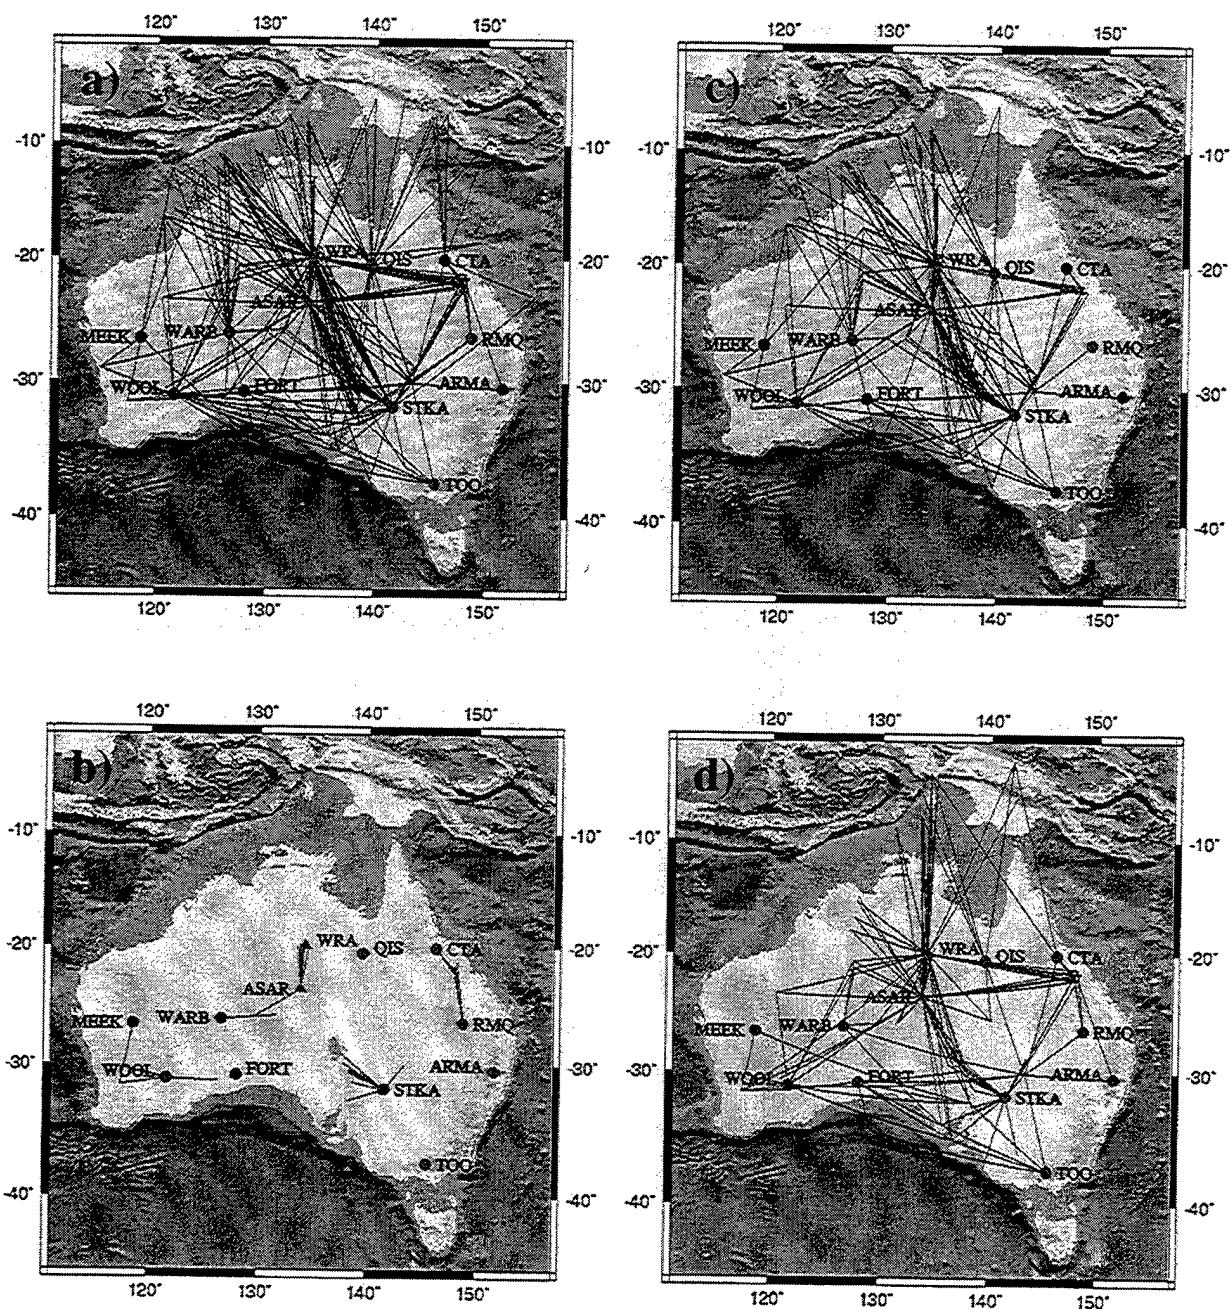 120° 130° 140° 150°
a)
-10° -10°
-20° -20°
-30° -30°
-40° -40°
WRA QIS CTA
ASAR
MEEK WARB RMQ
WOOL FORT ARMA
STKA
TOO
120° 130° 140° 150°
120° 130° 140° 150°
c)
-10° -10°
-20° -20°
-30° -30°
-40° -40°
WRA QIS CTA
ASAR
MEEK WARB RMQ
WOOL FORT ARMA
STKA
TOO
120° 130° 140° 150°
120° 130° 140° 150°
b)
-10° -10°
-20° -20°
-30° -30°
-40° -40°
WRA QIS CTA
ASAR
MEEK WARB RMQ
WOOL FORT ARMA
STKA
TOO
120° 130° 140° 150°
120° 130° 140° 150°
d)
-10° -10°
-20° -20°
-30° -30°
-40° -40°
WRA QIS CTA
ASAR
MEEK WARB RMQ
WOOL FORT ARMA
STKA
TOO
120° 130° 140° 150°